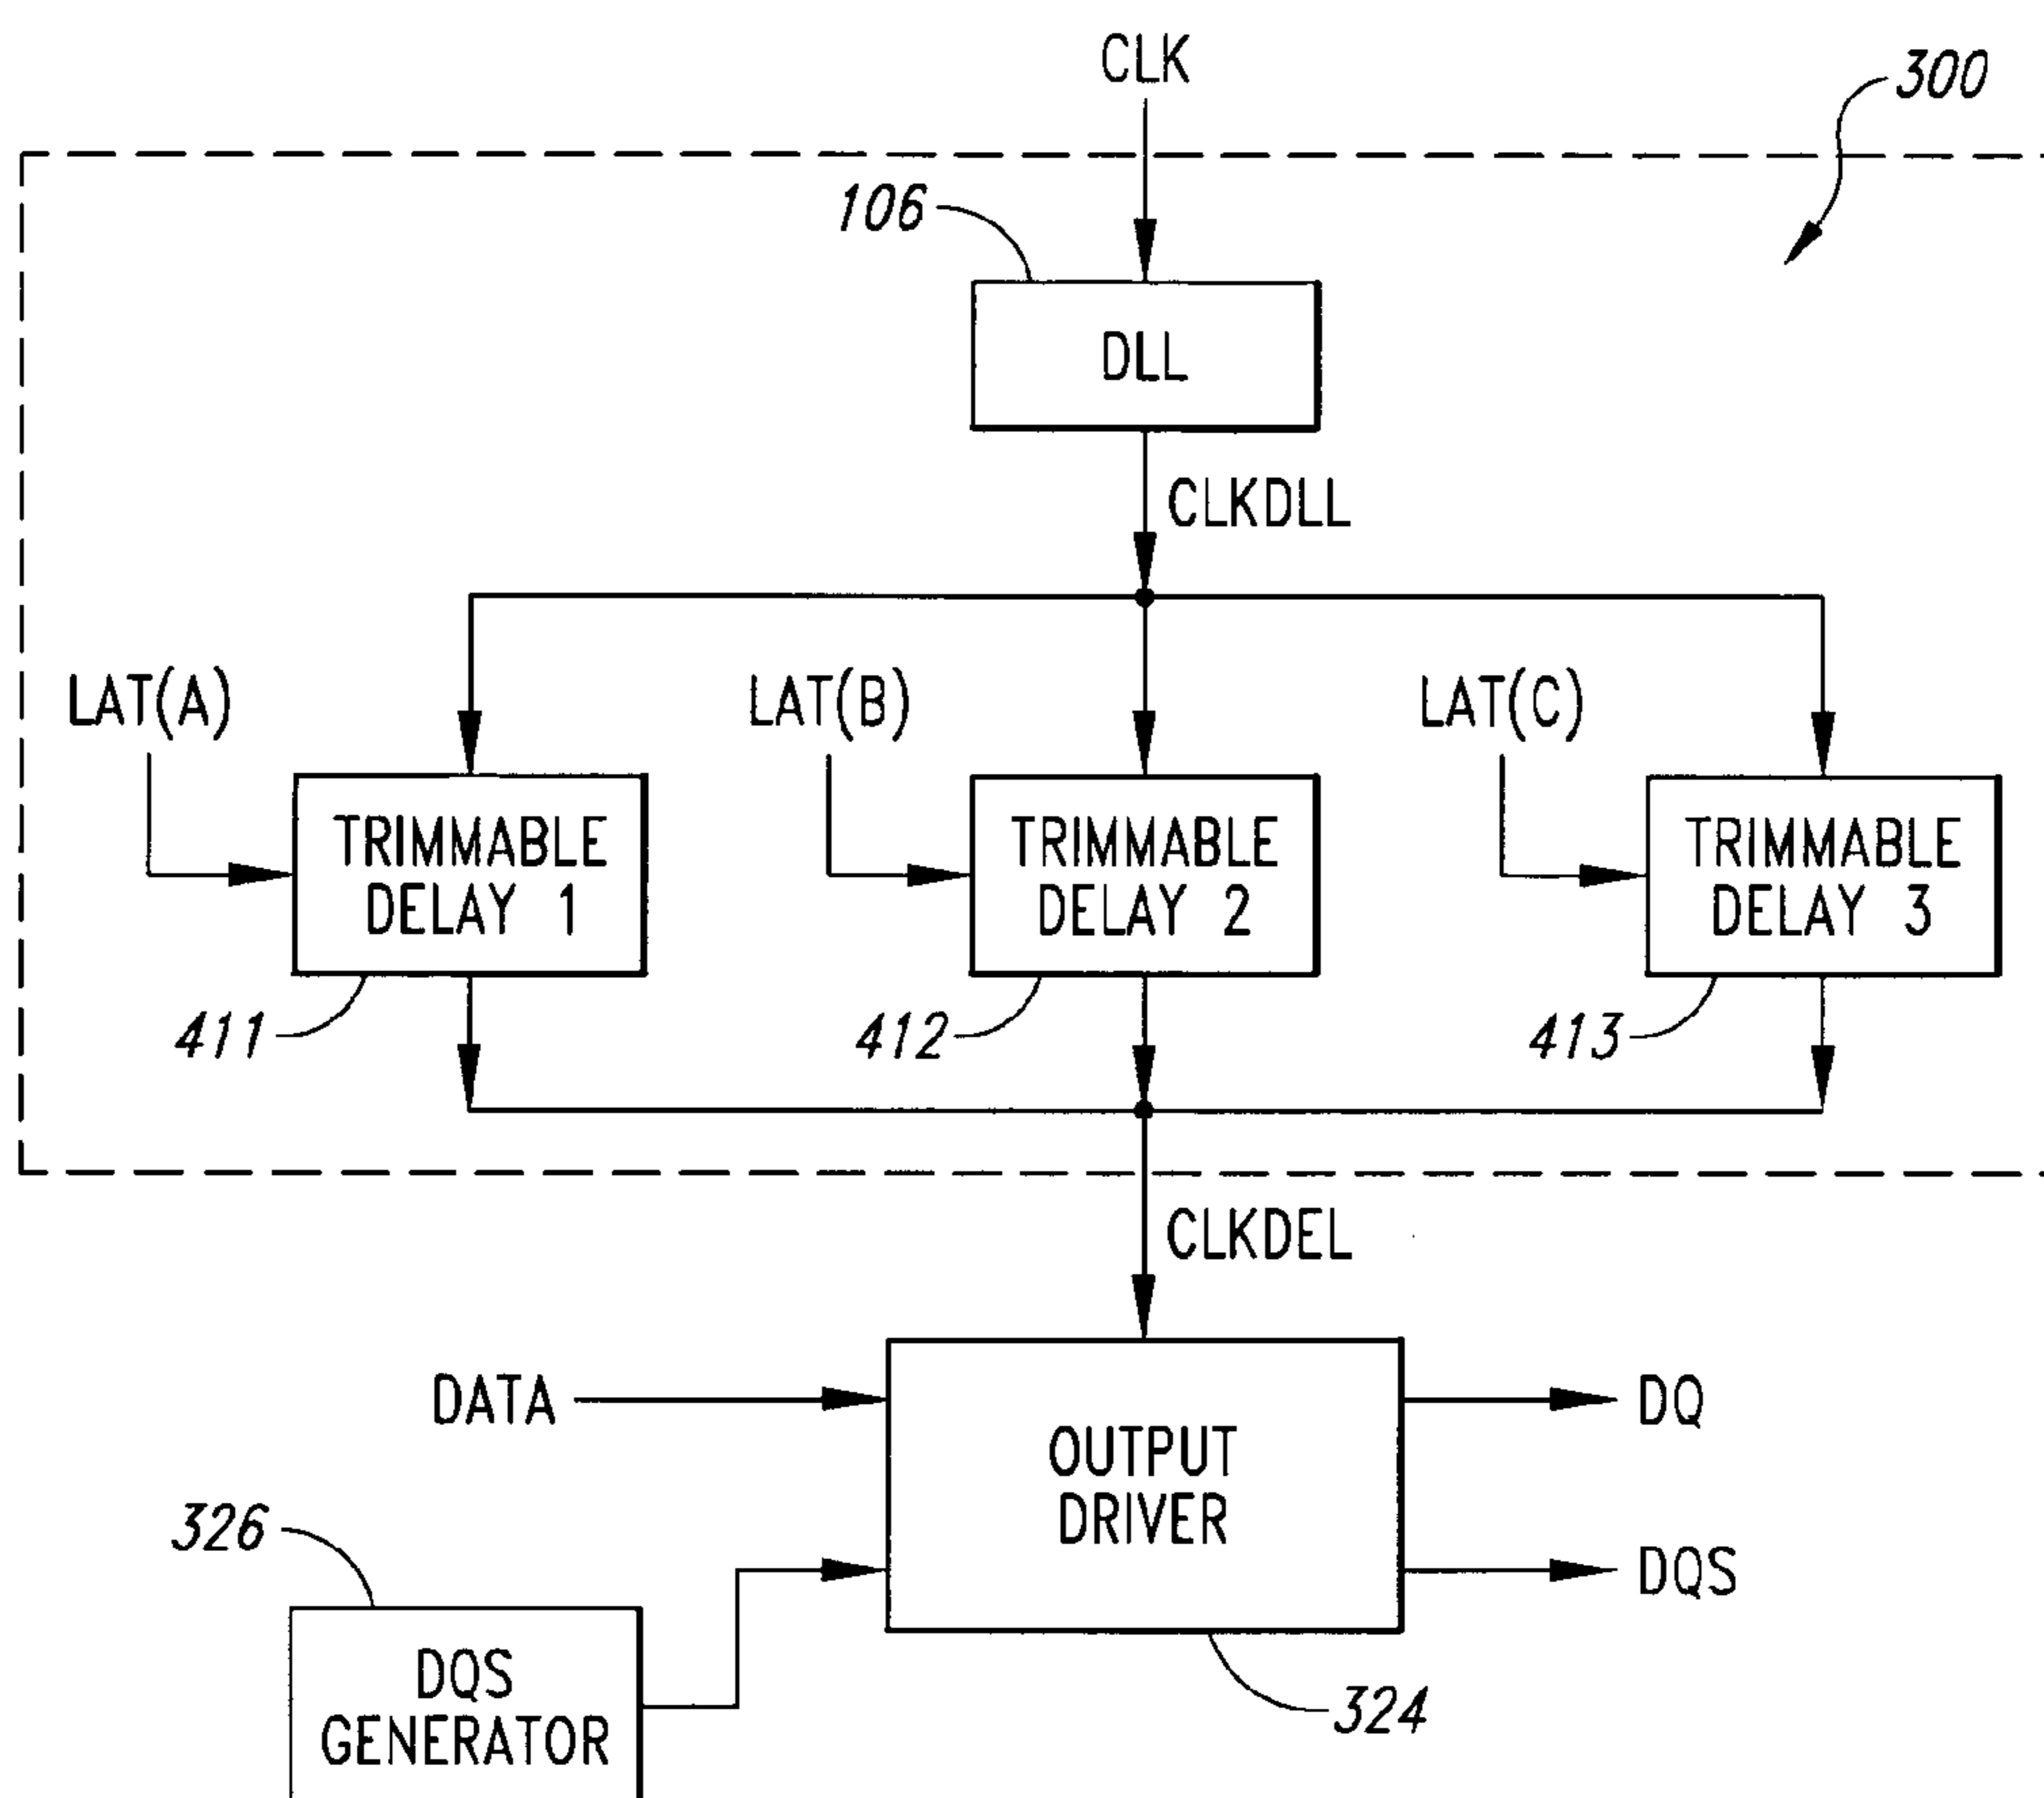 CLK
300
106
DLL
CLKDLL
LAT(A)
LAT(B)
LAT(C)
TRIMMABLE
DELAY 1
TRIMMABLE
DELAY 2
TRIMMABLE
DELAY 3
411
412
413
CLKDEL
DATA
OUTPUT
DRIVER
DQ
DQS
326
DQS
GENERATOR
324